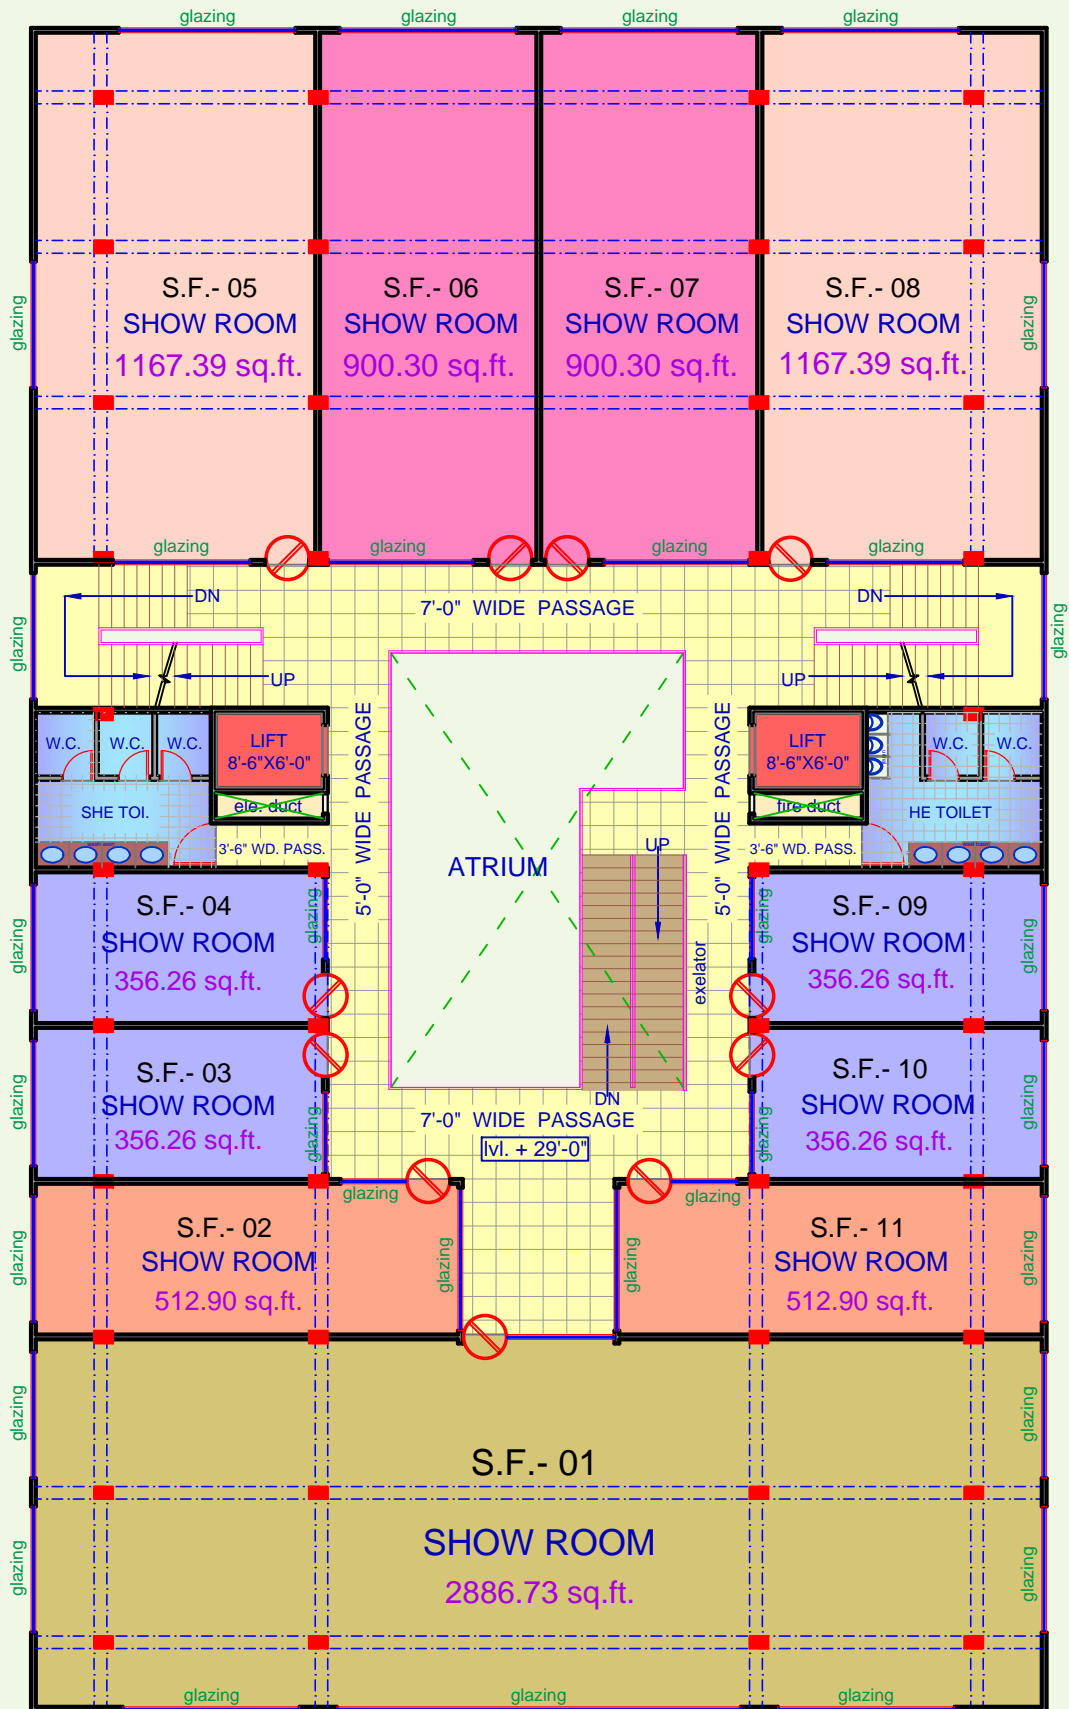 glazing glazing glazing glazing
S.F.- 05
SHOW ROOM
1167.39 sq.ft.
S.F.- 06
SHOW ROOM
900.30 sq.ft.
S.F.- 07
SHOW ROOM
900.30 sq.ft.
S.F.- 08
SHOW ROOM
1167.39 sq.ft.
glazing
glazing
glazing glazing glazing glazing
DN
7'-0" WIDE PASSAGE
DN
glazing
glazing
UP
UP
W.C. W.C. W.C.
LIFT
8'-6"X6'-0"
ele. duct
SHE TOI.
3'-6" WD. PASS.
5'-0" WIDE PASSAGE
ATRIUM
UP
exelator
DN
5'-0" WIDE PASSAGE
LIFT
8'-6"X6'-0"
fire duct
W.C. W.C.
HE TOILET
3'-6" WD. PASS.
glazing
S.F.- 04
SHOW ROOM
356.26 sq.ft.
glazing
glazing
S.F.- 09
SHOW ROOM
356.26 sq.ft.
glazing
glazing
S.F.- 03
SHOW ROOM
356.26 sq.ft.
glazing
7'-0" WIDE PASSAGE
lvl. + 29'-0"
glazing
S.F.- 10
SHOW ROOM
356.26 sq.ft.
glazing
glazing
glazing
glazing
S.F.- 02
SHOW ROOM
512.90 sq.ft.
glazing
glazing
S.F.- 11
SHOW ROOM
512.90 sq.ft.
glazing
glazing
glazing
S.F.- 01
SHOW ROOM
2886.73 sq.ft.
glazing
glazing
glazing glazing glazing